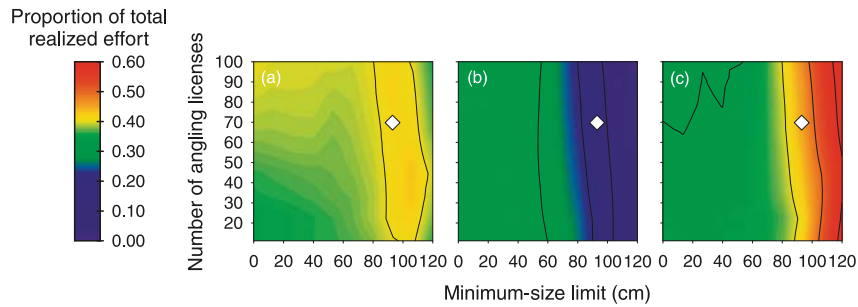 Proportion of total
realized effort
0.60
0.50
0.40
0.30
0.20
0.10
0.00
Number of angling licenses
100
90
80
70
60
50
40
30
20
(a)
(b)
(c)
0 20 40 60 80 100 120
0 20 40 60 80 100 120
0 20 40 60 80 100 120
Minimum-size limit (cm)